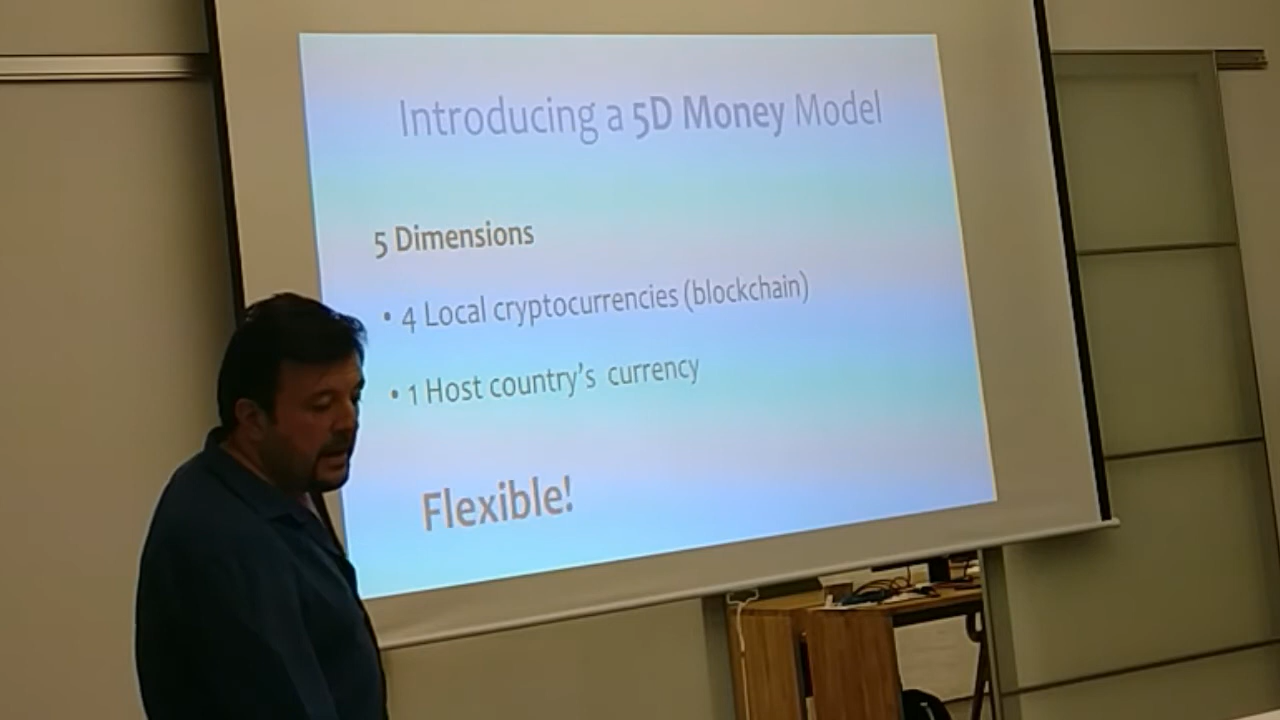 Introducing a 5D Money Model
5 Dimensions
• 4 Local cryptocurrencies (blockchain)
• 1 Host country's currency
Flexible!